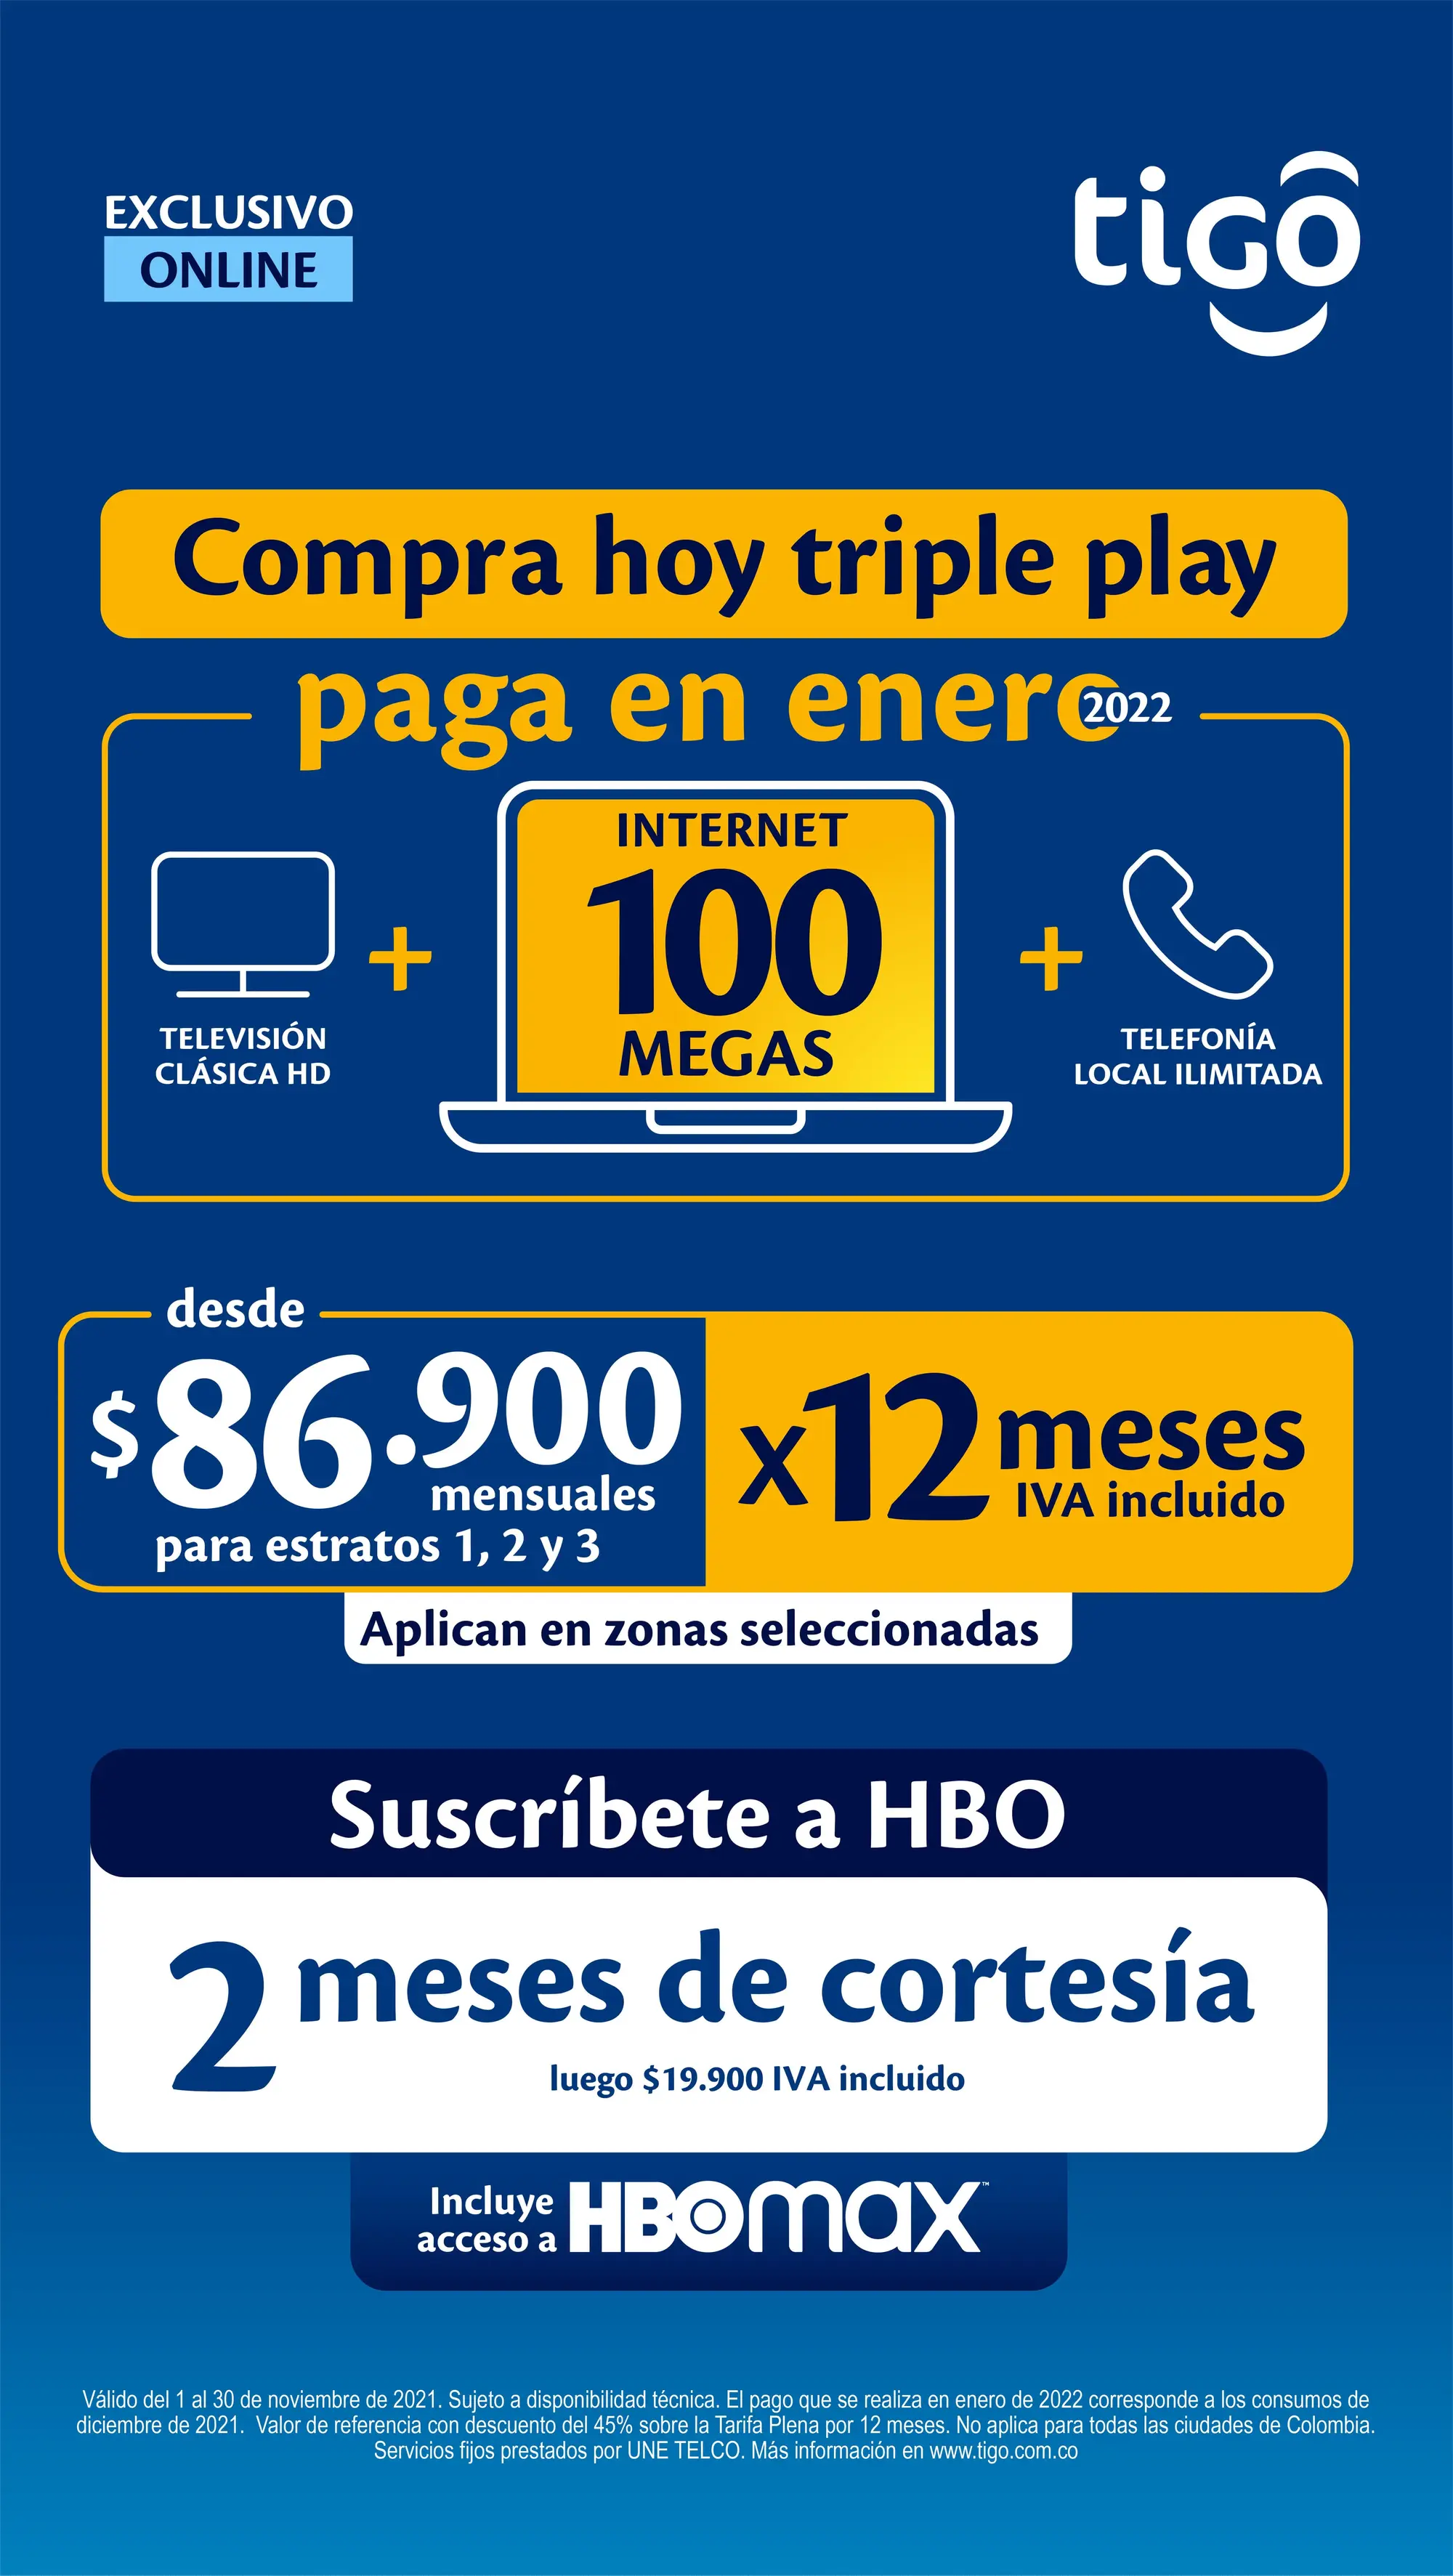 EXCLUSIVO
ONLINE
tigo
Compra hoy triple play
paga en enero 2022
TELEVISIÓN
CLÁSICA HD
+
INTERNET
100
MEGAS
+
TELEFONÍA
LOCAL ILIMITADA
desde
$86.900
mensuales
para estratos 1, 2 y 3
x12 meses
IVA incluido
Aplican en zonas seleccionadas
Suscríbete a HBO
2 meses de cortesía
luego $19.900 IVA incluido
Incluye
acceso a HBOMAX™
Válido del 1 al 30 de noviembre de 2021. Sujeto a disponibilidad técnica. El pago que se realiza en enero de 2022 corresponde a los consumos de
diciembre de 2021. Valor de referencia con descuento del 45% sobre la Tarifa Plena por 12 meses. No aplica para todas las ciudades de Colombia.
Servicios fijos prestados por UNE TELCO. Más información en www.tigo.com.co